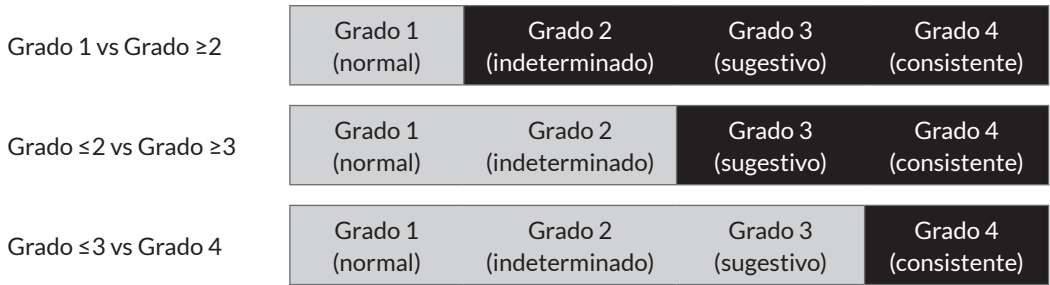 Grado 1 vs Grado ≥2
Grado 1
(normal)
Grado 2
(indeterminado)
Grado 3
(sugestivo)
Grado 4
(consistente)
Grado ≤2 vs Grado ≥3
Grado 1
(normal)
Grado 2
(indeterminado)
Grado 3
(sugestivo)
Grado 4
(consistente)
Grado ≤3 vs Grado 4
Grado 1
(normal)
Grado 2
(indeterminado)
Grado 3
(sugestivo)
Grado 4
(consistente)